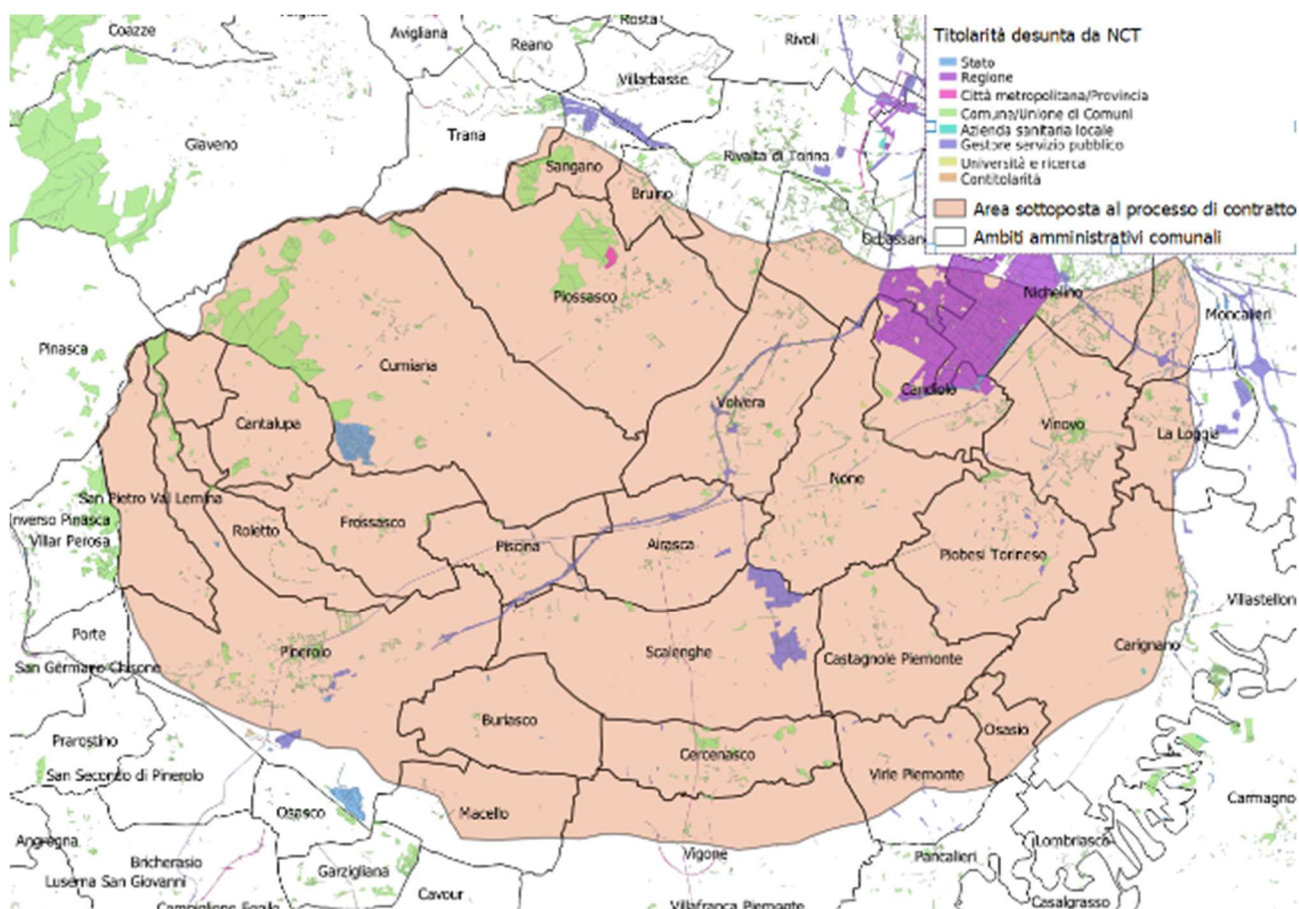 Coazze
Avigliana
Reano
Rosta
Rivoli
Villarbasse
Giaveno
Trana
Sangano
Rivalta di Torino
Bruino
Titolarità desunta da NCT
Stato
Regione
Città metropolitana/Provincia
Comune/Unione di Comuni
Azienda sanitaria locale
Gestore servizio pubblico
Università e ricerca
Contitolarità
Area sottoposta al processo di contratto
Ambiti amministrativi comunali
Piossasco
Nichelino
Moncalieri
Pinasca
Cumiana
Candiolo
Volvera
Cantalupa
Vinovo
La Loggia
None
San Pietro Val Lemina
Inverso Pinasca
Villar Perosa
Roletto
Frossasco
Piscina
Airasca
Piobesi Torinese
Villastellon
Porte
San Germano Chisone
Pinerolo
Scalenghe
Castagnole Piemonte
Carignano
Buriasco
Osasio
Prarostino
Cercenasco
San Secondo di Pinerolo
Virle Piemonte
Osasco
Macello
Carmagno
Angrogna
Bricherasio
Lombriasco
Luserna San Giovanni
Garzigliana
Vigone
Pancalieri
Cavour
Villafranca Piemonte
Casalgrasso